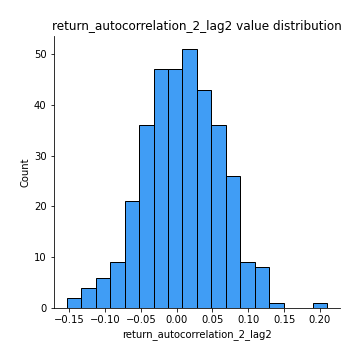 return_autocorrelation_2_lag2 value distribution
50
40
30
20
10
0
Count
−0.15 −0.10 −0.05 0.00 0.05 0.10 0.15 0.20
return_autocorrelation_2_lag2